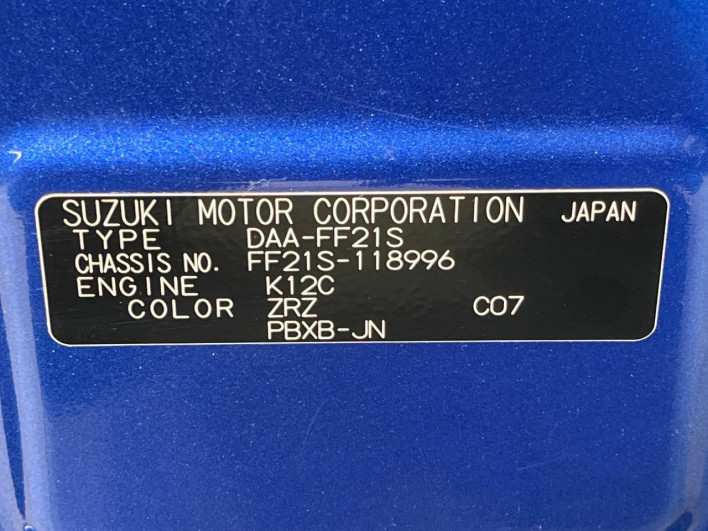 SUZUKI MOTOR CORPORATION JAPAN
TYPE DAA-FF21S
CHASSIS NO. FF21S-118996
ENGINE K12C
COLOR ZRZ C07
PBXB-JN